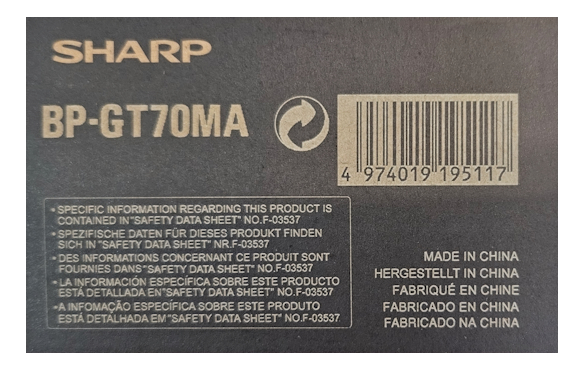 SHARP
BP-GT70MA
4 974019 195117
• SPECIFIC INFORMATION REGARDING THIS PRODUCT IS
CONTAINED IN "SAFETY DATA SHEET" NO.F-03537
• SPEZIFISCHE DATEN FÜR DIESES PRODUKT FINDEN
SICH IN "SAFETY DATA SHEET" NR.F-03537
• DES INFORMATIONS CONCERNANT CE PRODUIT SONT
FOURNIES DANS "SAFETY DATA SHEET" NO.F-03537
• LA INFORMACIÓN ESPECÍFICA SOBRE ESTE PRODUCTO
ESTÁ DETALLADA EN "SAFETY DATA SHEET" NO.F-03537
• A INFOMAÇÃO ESPECÍFICA SOBRE ESTE PRODUTO
ESTÁ DETALHADA EM "SAFETY DATA SHEET" NO.F-03537
MADE IN CHINA
HERGESTELLT IN CHINA
FABRIQUÉ EN CHINE
FABRICADO EN CHINA
FABRICADO NA CHINA